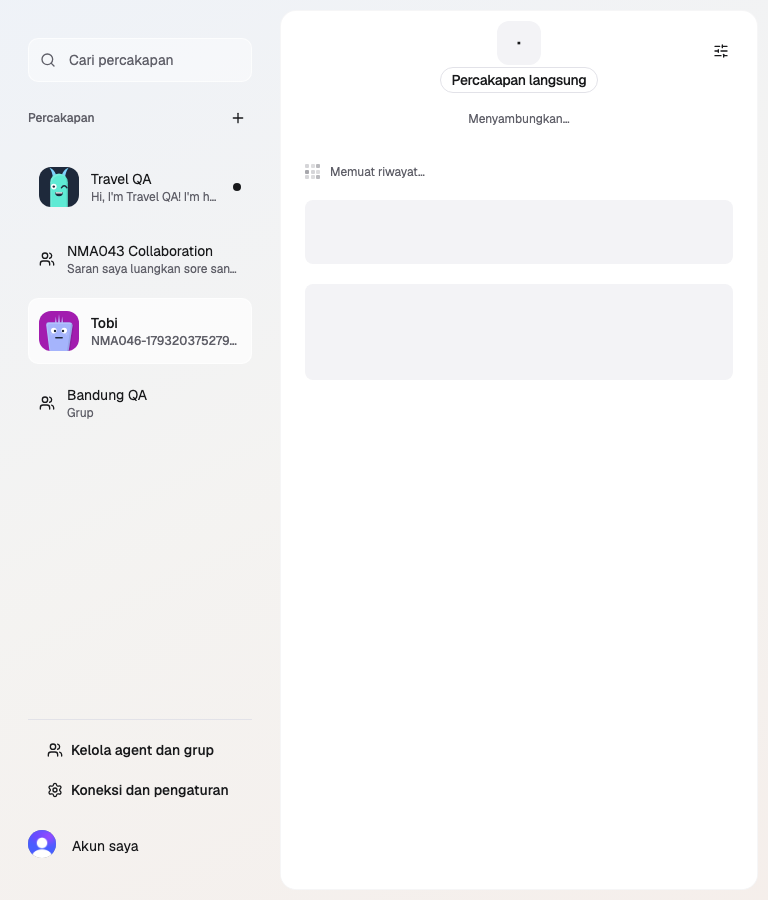 Cari percakapan
Percakapan
Travel QA
Hi, I'm Travel QA! I'm h...
NMA043 Collaboration
Saran saya luangkan sore san...
Tobi
NMA046-179320375279...
Bandung QA
Grup
Kelola agent dan grup
Koneksi dan pengaturan
Akun saya
Percakapan langsung
Menyambungkan...
Memuat riwayat...